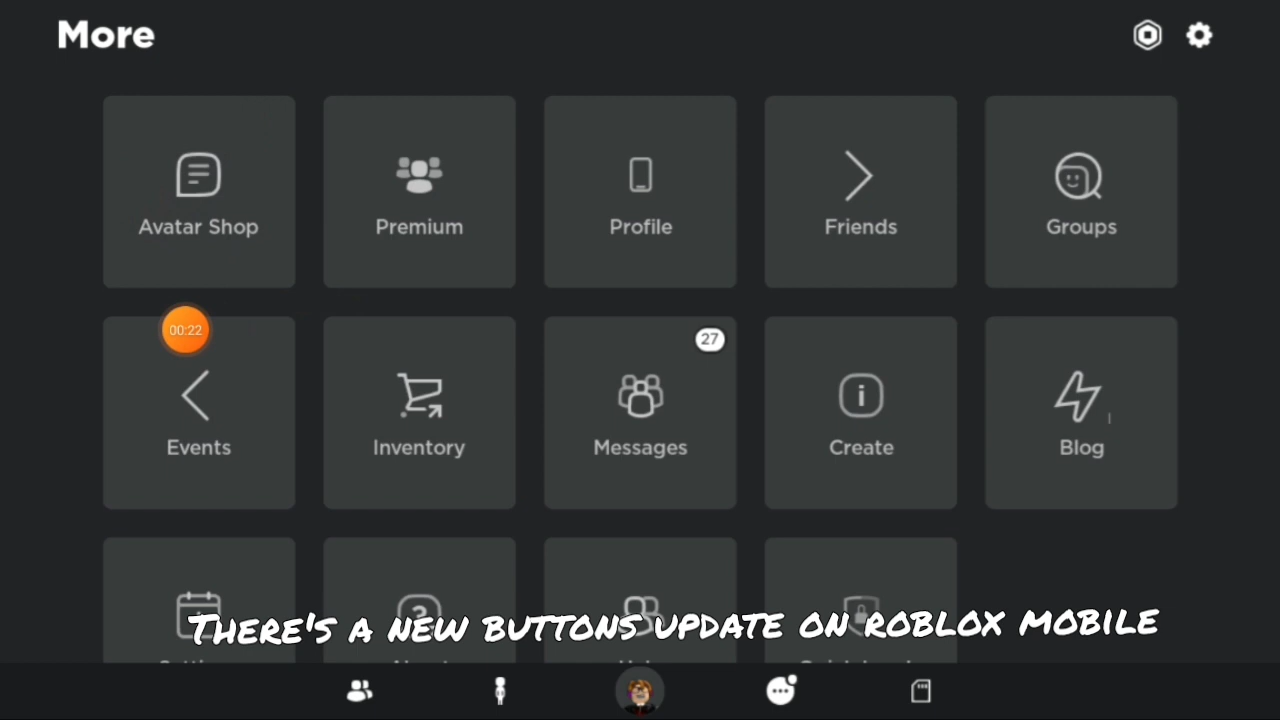 More
Avatar Shop
Premium
Profile
Friends
Groups
00:22
27
Events
Inventory
Messages
Create
Blog
THERE'S A NEW BUTTONS UPDATE ON ROBLOX MOBILE